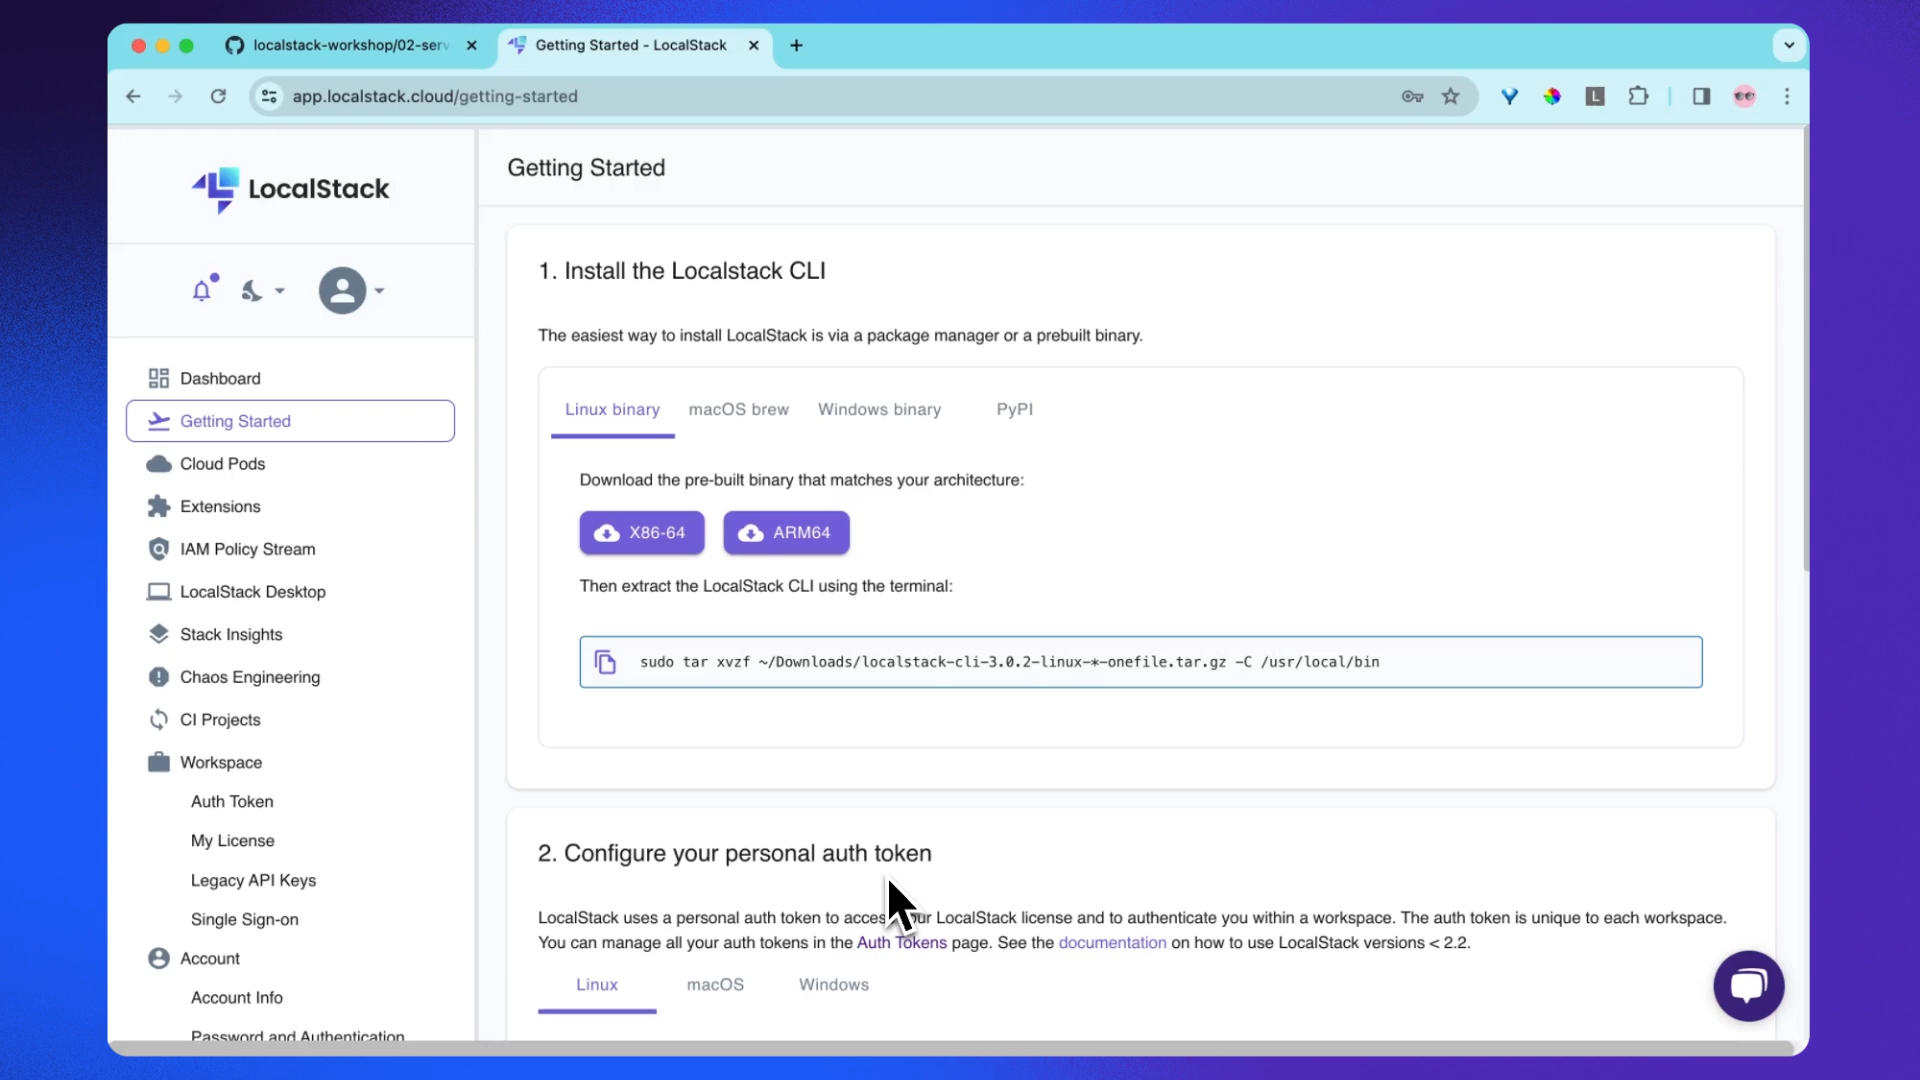 localstack-workshop/02-serv
Getting Started - LocalStack
app.localstack.cloud/getting-started
L
LocalStack
Dashboard
Getting Started
Cloud Pods
Extensions
IAM Policy Stream
LocalStack Desktop
Stack Insights
Chaos Engineering
CI Projects
Workspace
Auth Token
My License
Legacy API Keys
Single Sign-on
Account
Account Info
Password and Authentication
Getting Started
1. Install the Localstack CLI
The easiest way to install LocalStack is via a package manager or a prebuilt binary.
Linux binary macOS brew Windows binary PyPI
Download the pre-built binary that matches your architecture:
X86-64 ARM64
Then extract the LocalStack CLI using the terminal:
sudo tar xvzf ~/Downloads/localstack-cli-3.0.2-linux-*-onefile.tar.gz -C /usr/local/bin
2. Configure your personal auth token
LocalStack uses a personal auth token to LocalStack license and to authenticate you within a workspace. The auth token is unique to each workspace.
You can manage all your auth tokens in the Auth Tokens page. See the documentation on how to use LocalStack versions < 2.2.
Linux macOS Windows